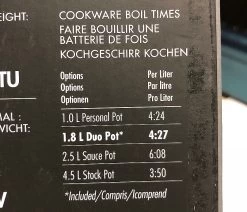 EIGHT:
COOKWARE BOIL TIMES
FAIRE BOUILLIR UNE
BATTERIE DE FOIS
KOCHGESCHIRR KOCHEN
TU
Options Per Liter
Options Par litre
Optionen Pro Liter
MAL :
WICHT:
1.0 L Personal Pot 4:24
1.8 L Duo Pot* 4:27
2.5 L Sauce Pot 6:08
4.5 L Stock Pot 3:50
*Included/Compris/Icomprend